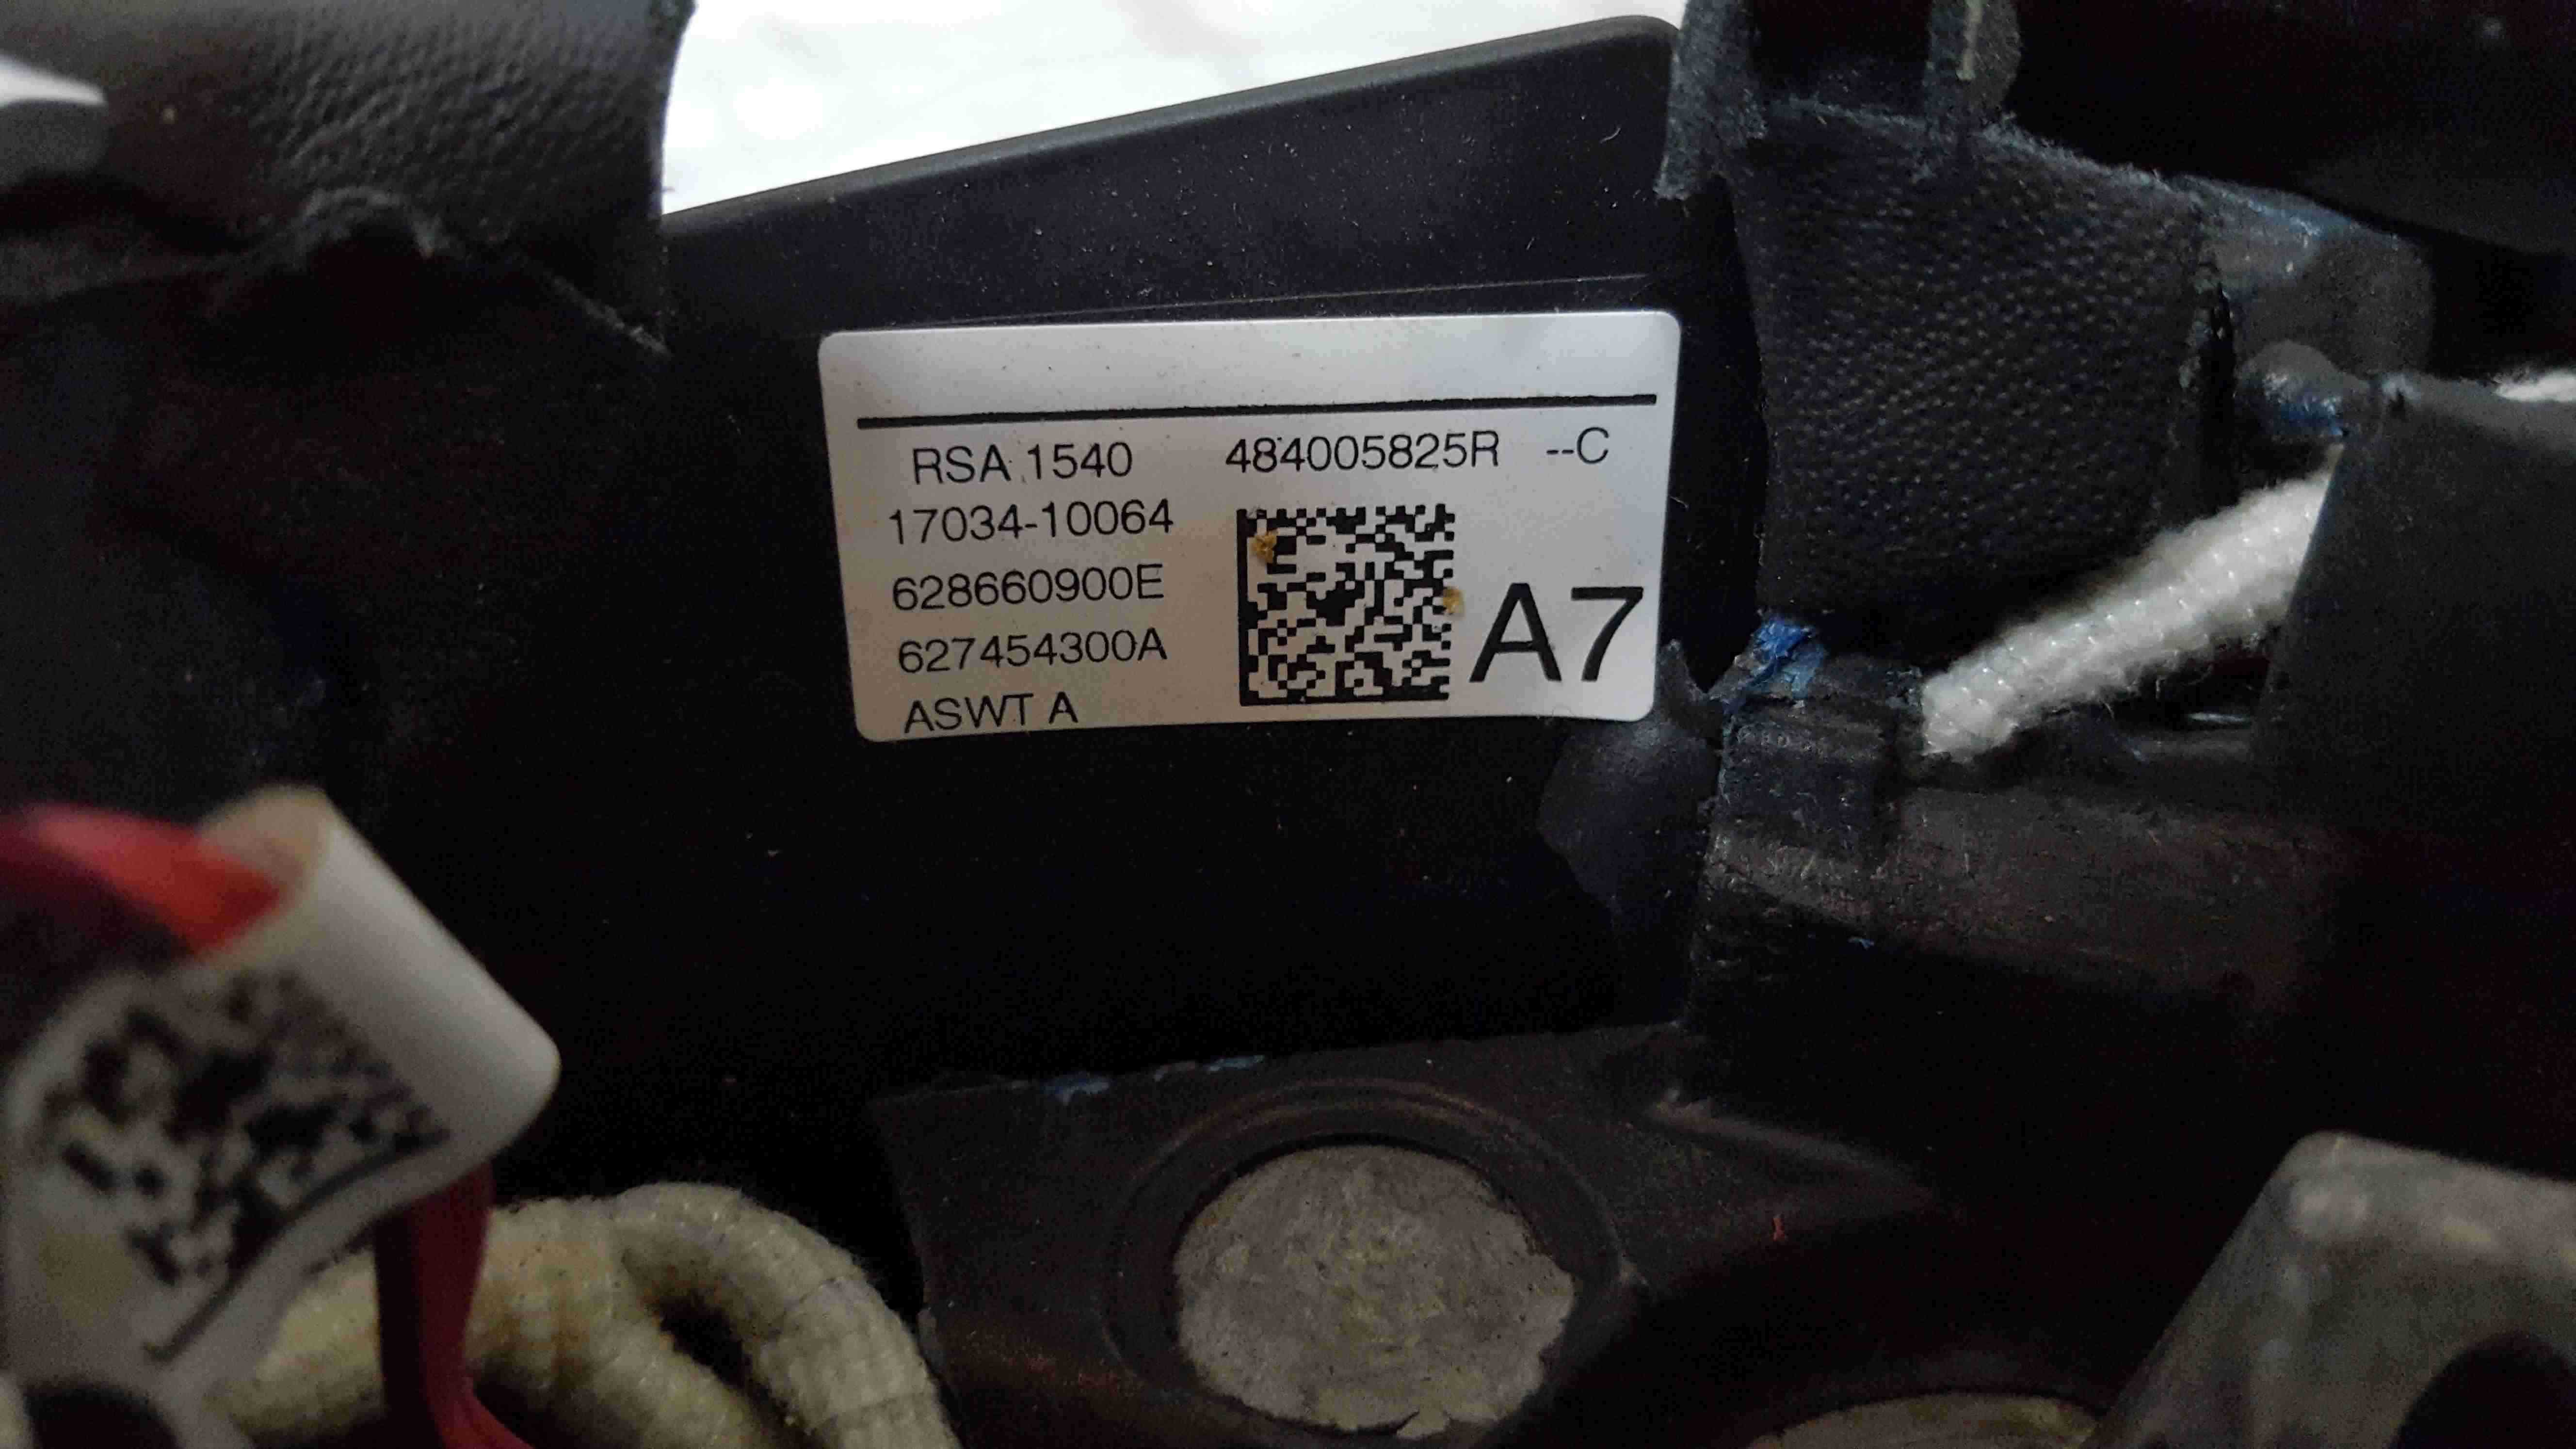 RSA 1540 484005825R --C
17034-10064
628660900E
627454300A
A7
ASWT A